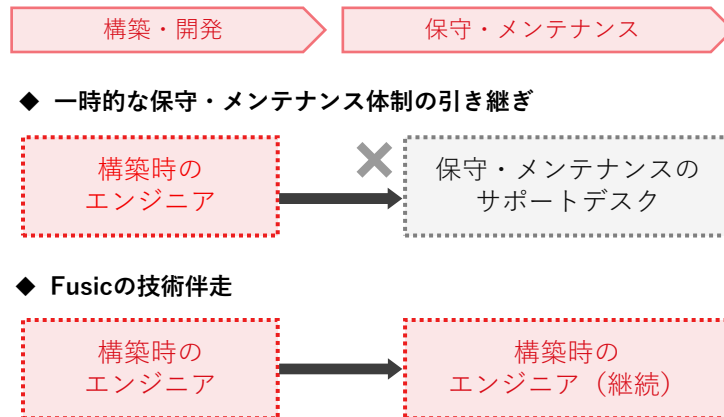 構築・開発
保守・メンテナンス
◆ 一時的な保守・メンテナンス体制の引き継ぎ
構築時の
エンジニア
保守・メンテナンスの
サポートデスク
◆ Fusicの技術伴走
構築時の
エンジニア
構築時の
エンジニア（継続）